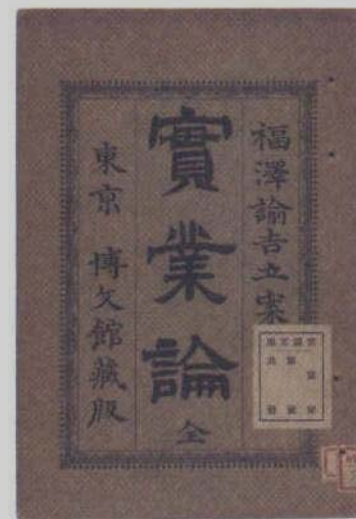 福澤諭吉立案
實業論
全
東京 博文館藏版